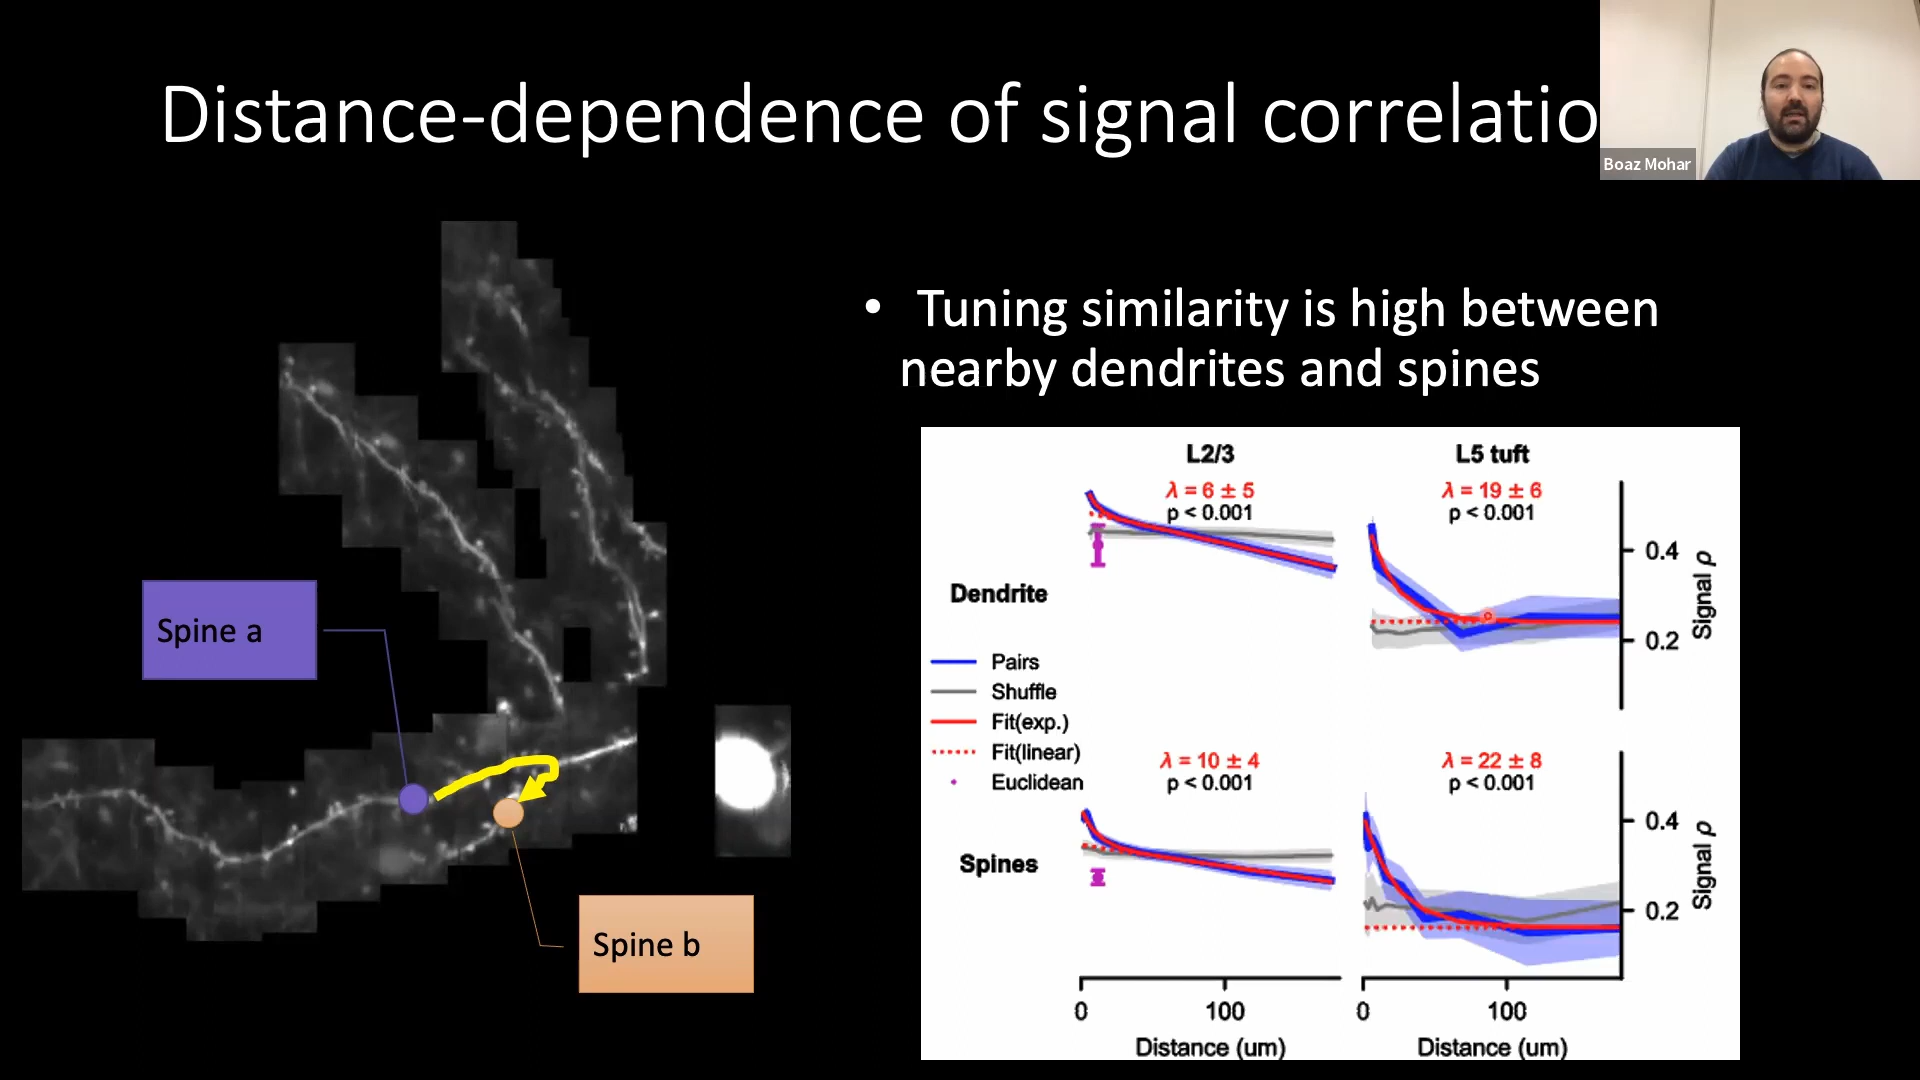 Distance-dependence of signal correlatio
Boaz Mohar
• Tuning similarity is high between
nearby dendrites and spines
Spine a
Spine b
L2/3
L5 tuft
λ = 6 ± 5
p < 0.001
λ = 19 ± 6
p < 0.001
Dendrite
0.4
0.2
Signal ρ
Pairs
Shuffle
Fit(exp.)
Fit(linear)
Euclidean
λ = 10 ± 4
p < 0.001
λ = 22 ± 8
p < 0.001
Spines
0.4
0.2
Signal ρ
0
100
0
100
Distance (um)
Distance (um)